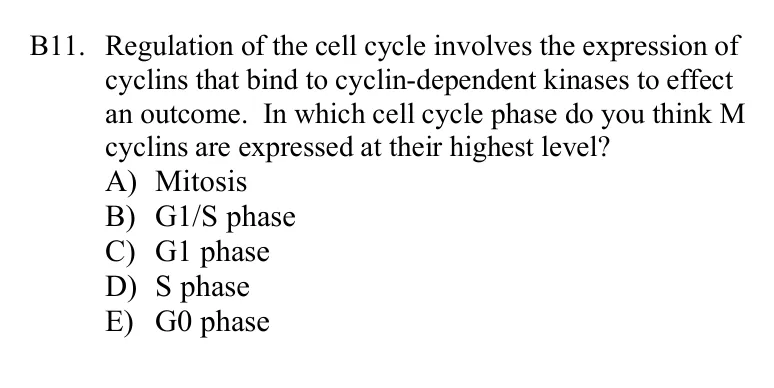 B11. Regulation of the cell cycle involves the expression of
cyclins that bind to cyclin-dependent kinases to effect
an outcome. In which cell cycle phase do you think M
cyclins are expressed at their highest level?
A) Mitosis
B) G1/S phase
C) G1 phase
D) S phase
E) G0 phase